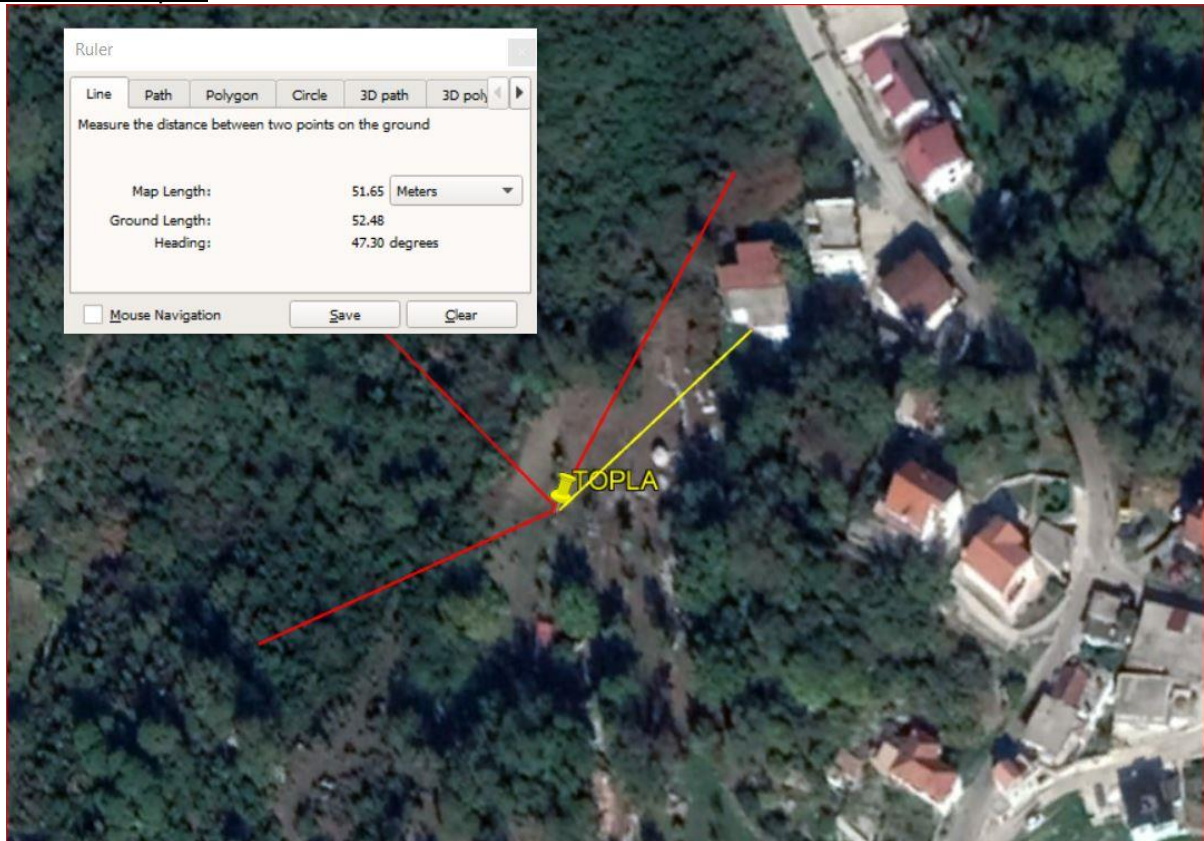 Ruler
Line Path Polygon Circle 3D path 3D poly
Measure the distance between two points on the ground
Map Length: 51.65 Meters
Ground Length: 52.48
Heading: 47.30 degrees
Mouse Navigation Save Clear
TOPLA